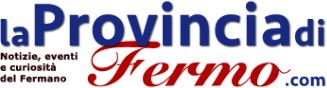 laProvinciadi
Notizie, eventi
e curiosità
del Fermano
Fermo.com